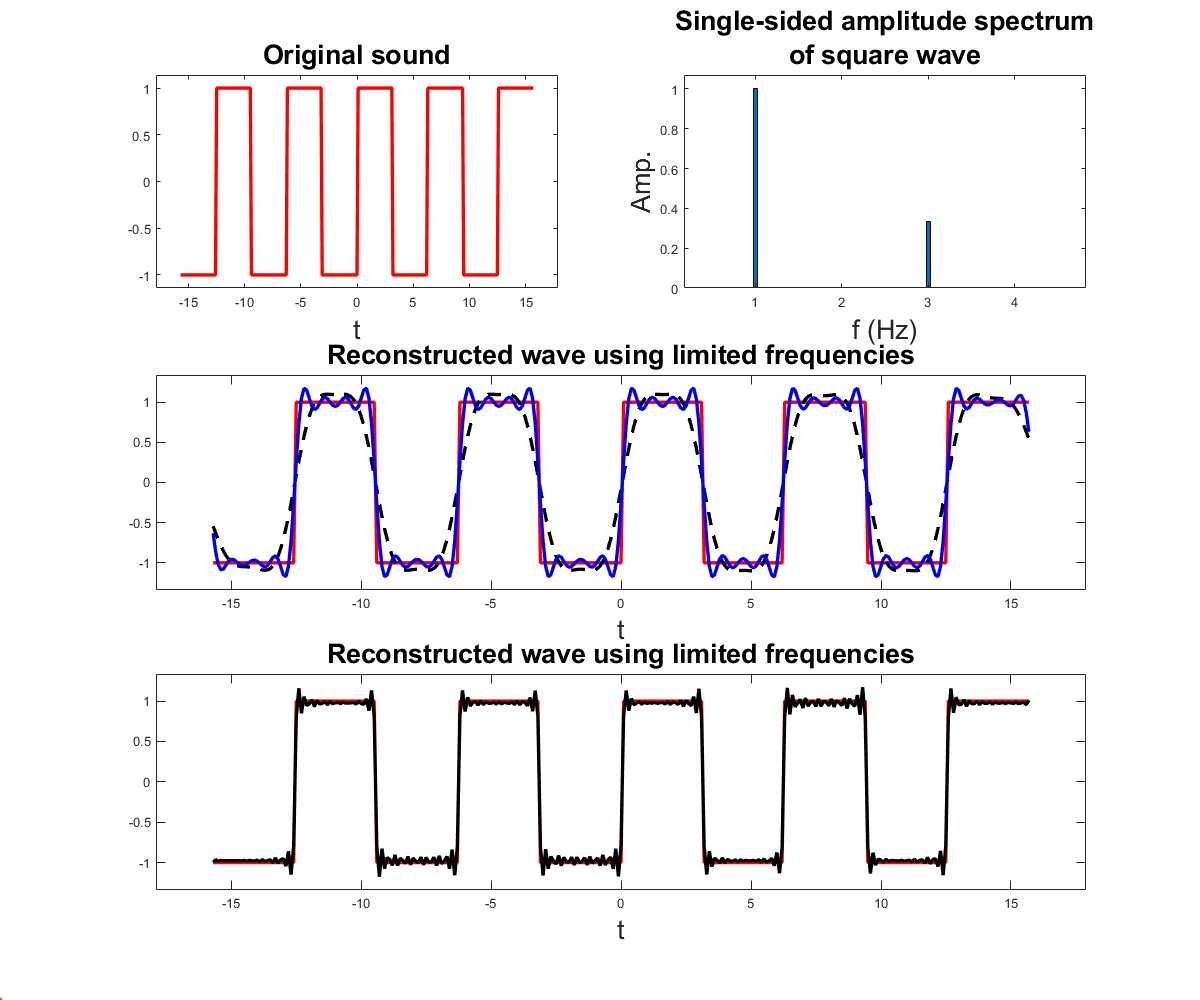 Original sound
1
0.5
0
-0.5
-1
-15 -10 -5 0 5 10 15
t
Single-sided amplitude spectrum
of square wave
Amp.
1
0.8
0.6
0.4
0.2
0
1 2 3 4
f (Hz)
Reconstructed wave using limited frequencies
1
0.5
0
-0.5
-1
-15 -10 -5 0 5 10 15
t
Reconstructed wave using limited frequencies
1
0.5
0
-0.5
-1
-15 -10 -5 0 5 10 15
t